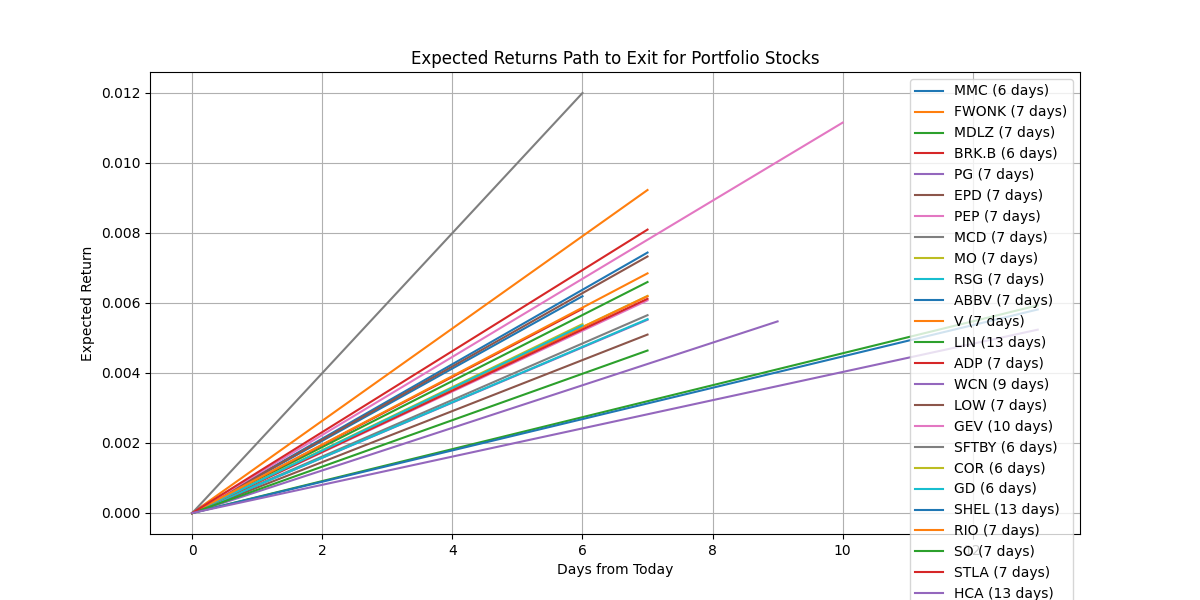 Expected Returns Path to Exit for Portfolio Stocks
0.012
0.010
0.008
0.006
0.004
0.002
0.000
Expected Return
0
2
4
6
8
10
12
Days from Today
MMC (6 days)
FWONK (7 days)
MDLZ (7 days)
BRK.B (6 days)
PG (7 days)
EPD (7 days)
PEP (7 days)
MCD (7 days)
MO (7 days)
RSG (7 days)
ABBV (7 days)
V (7 days)
LIN (13 days)
ADP (7 days)
WCN (9 days)
LOW (7 days)
GEV (10 days)
SFTBY (6 days)
COR (6 days)
GD (6 days)
SHEL (13 days)
RIO (7 days)
SO (7 days)
STLA (7 days)
HCA (13 days)